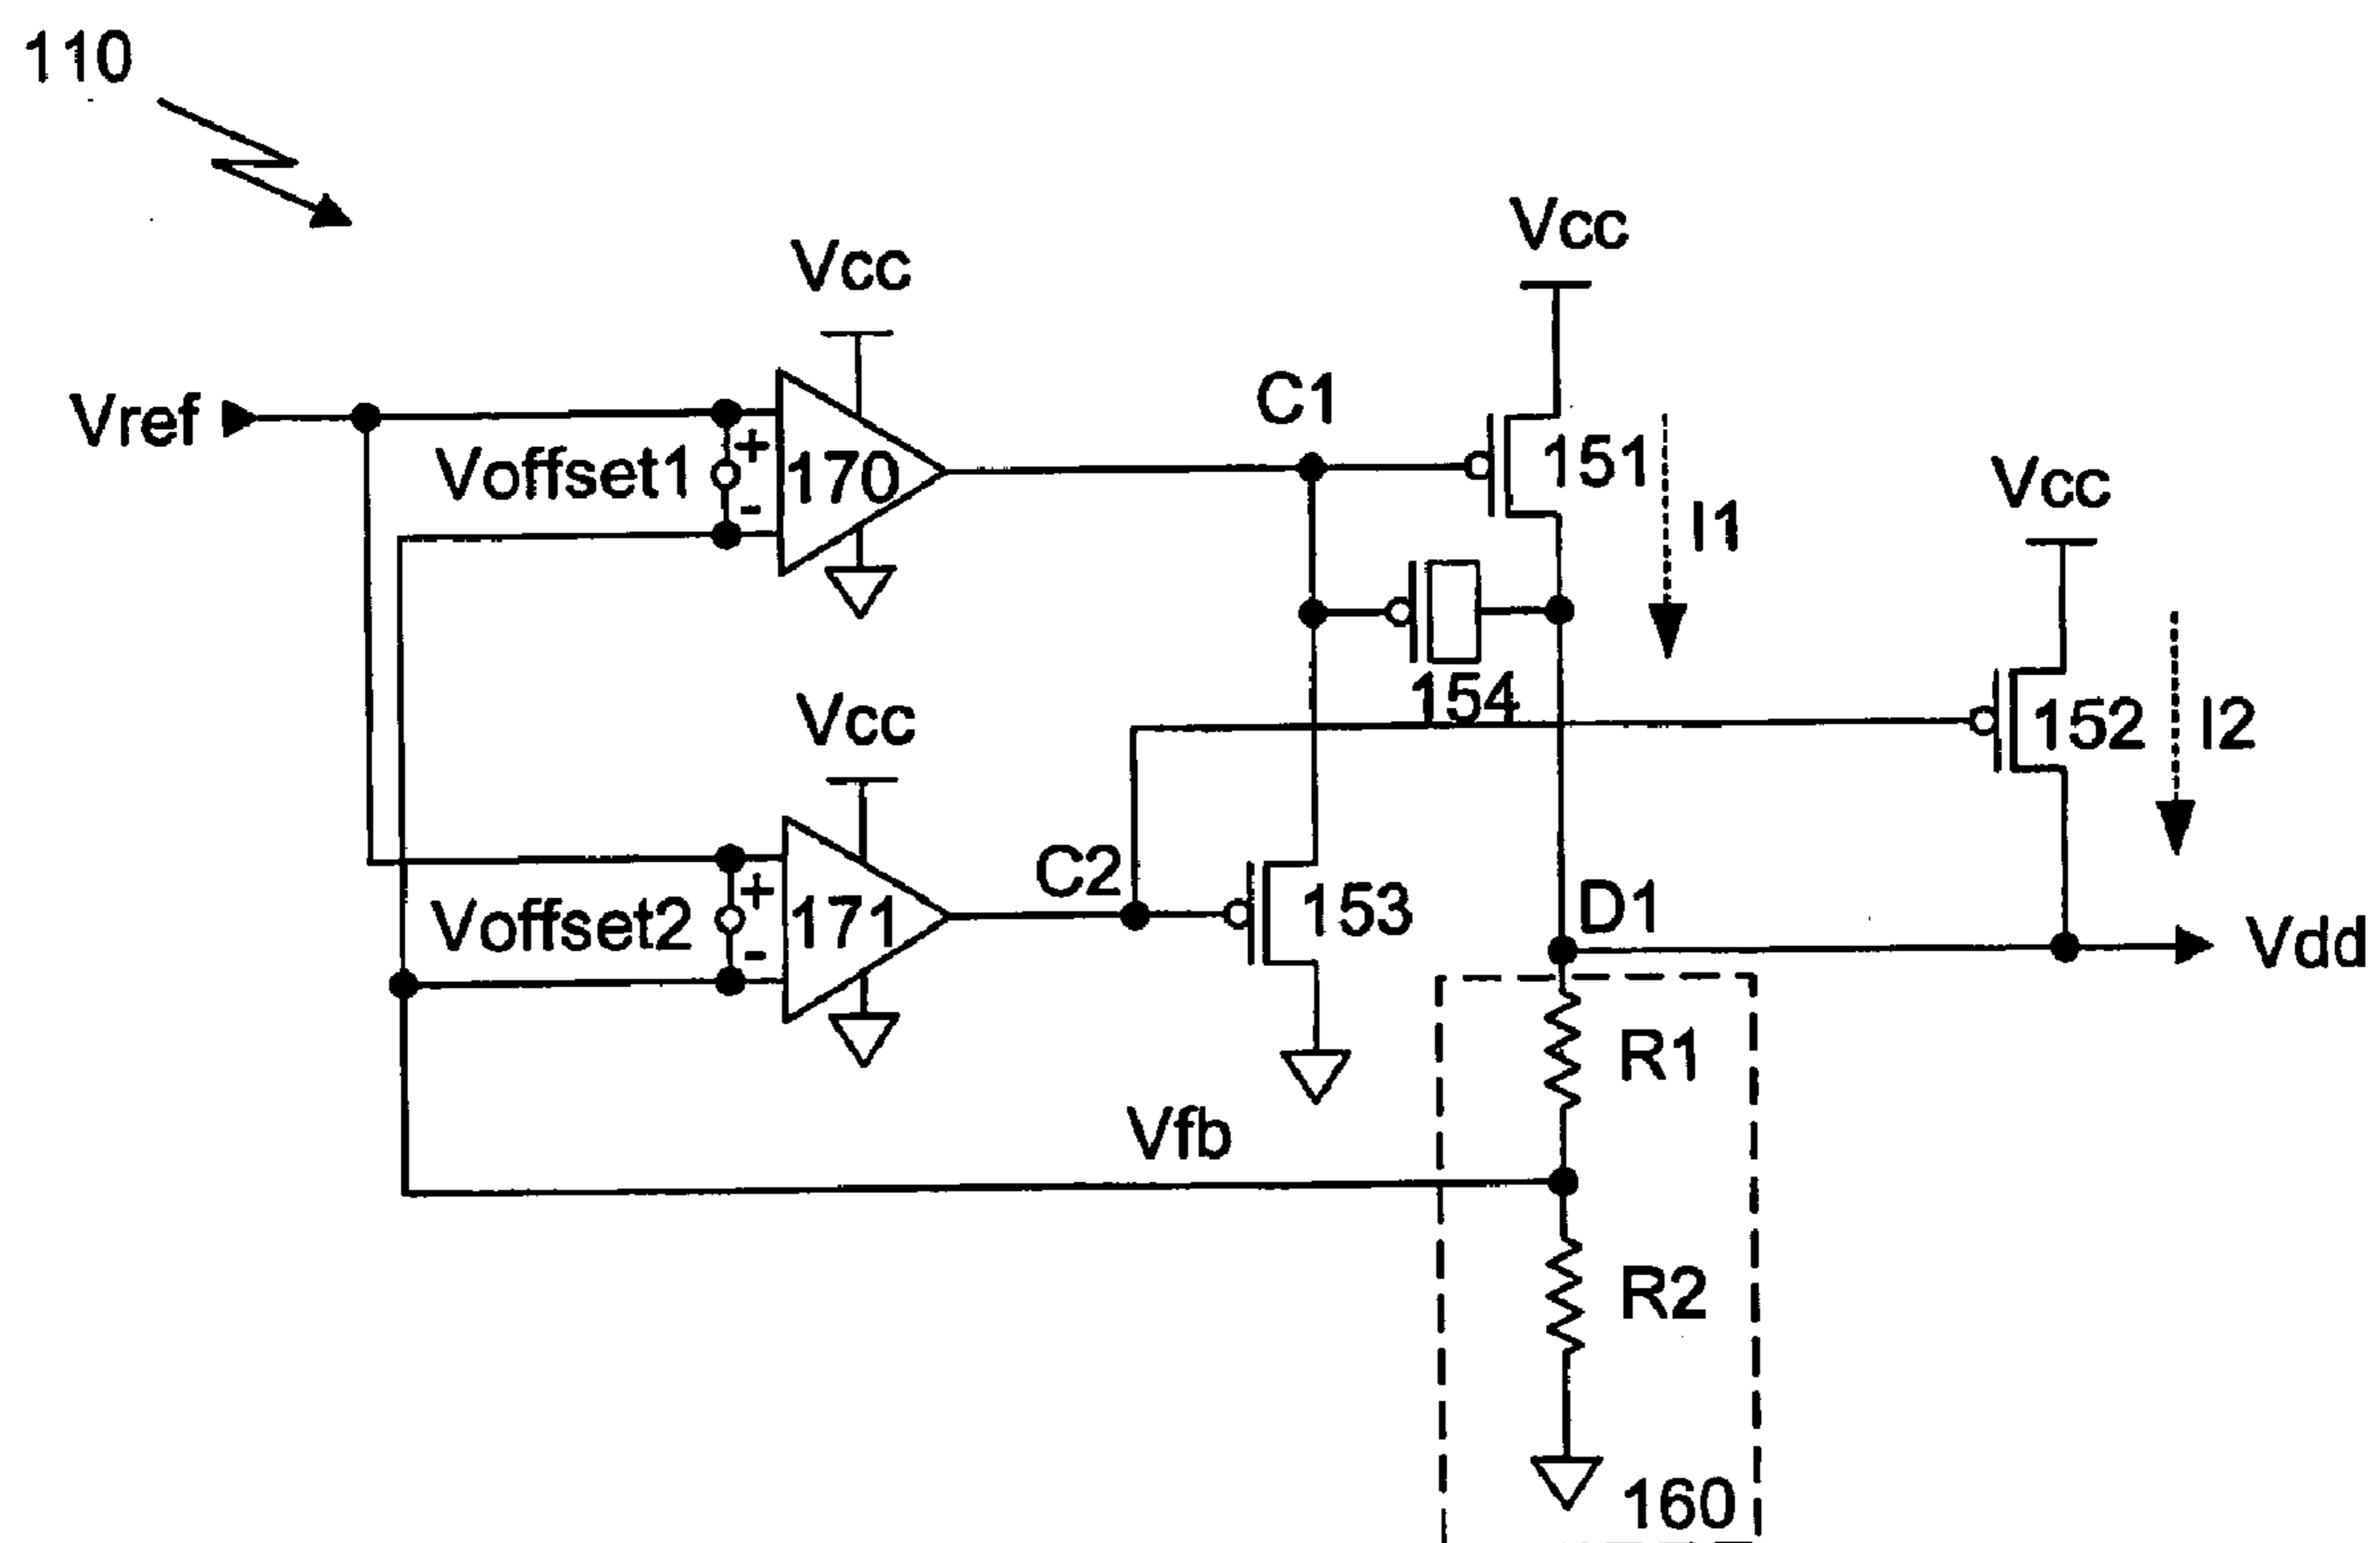 110
Vcc
Vcc
Vref
C1
+
Voffset1
170
-
151
I1
Vcc
154
Vcc
152
I2
C2
+
Voffset2
171
-
153
D1
Vdd
R1
Vfb
R2
160